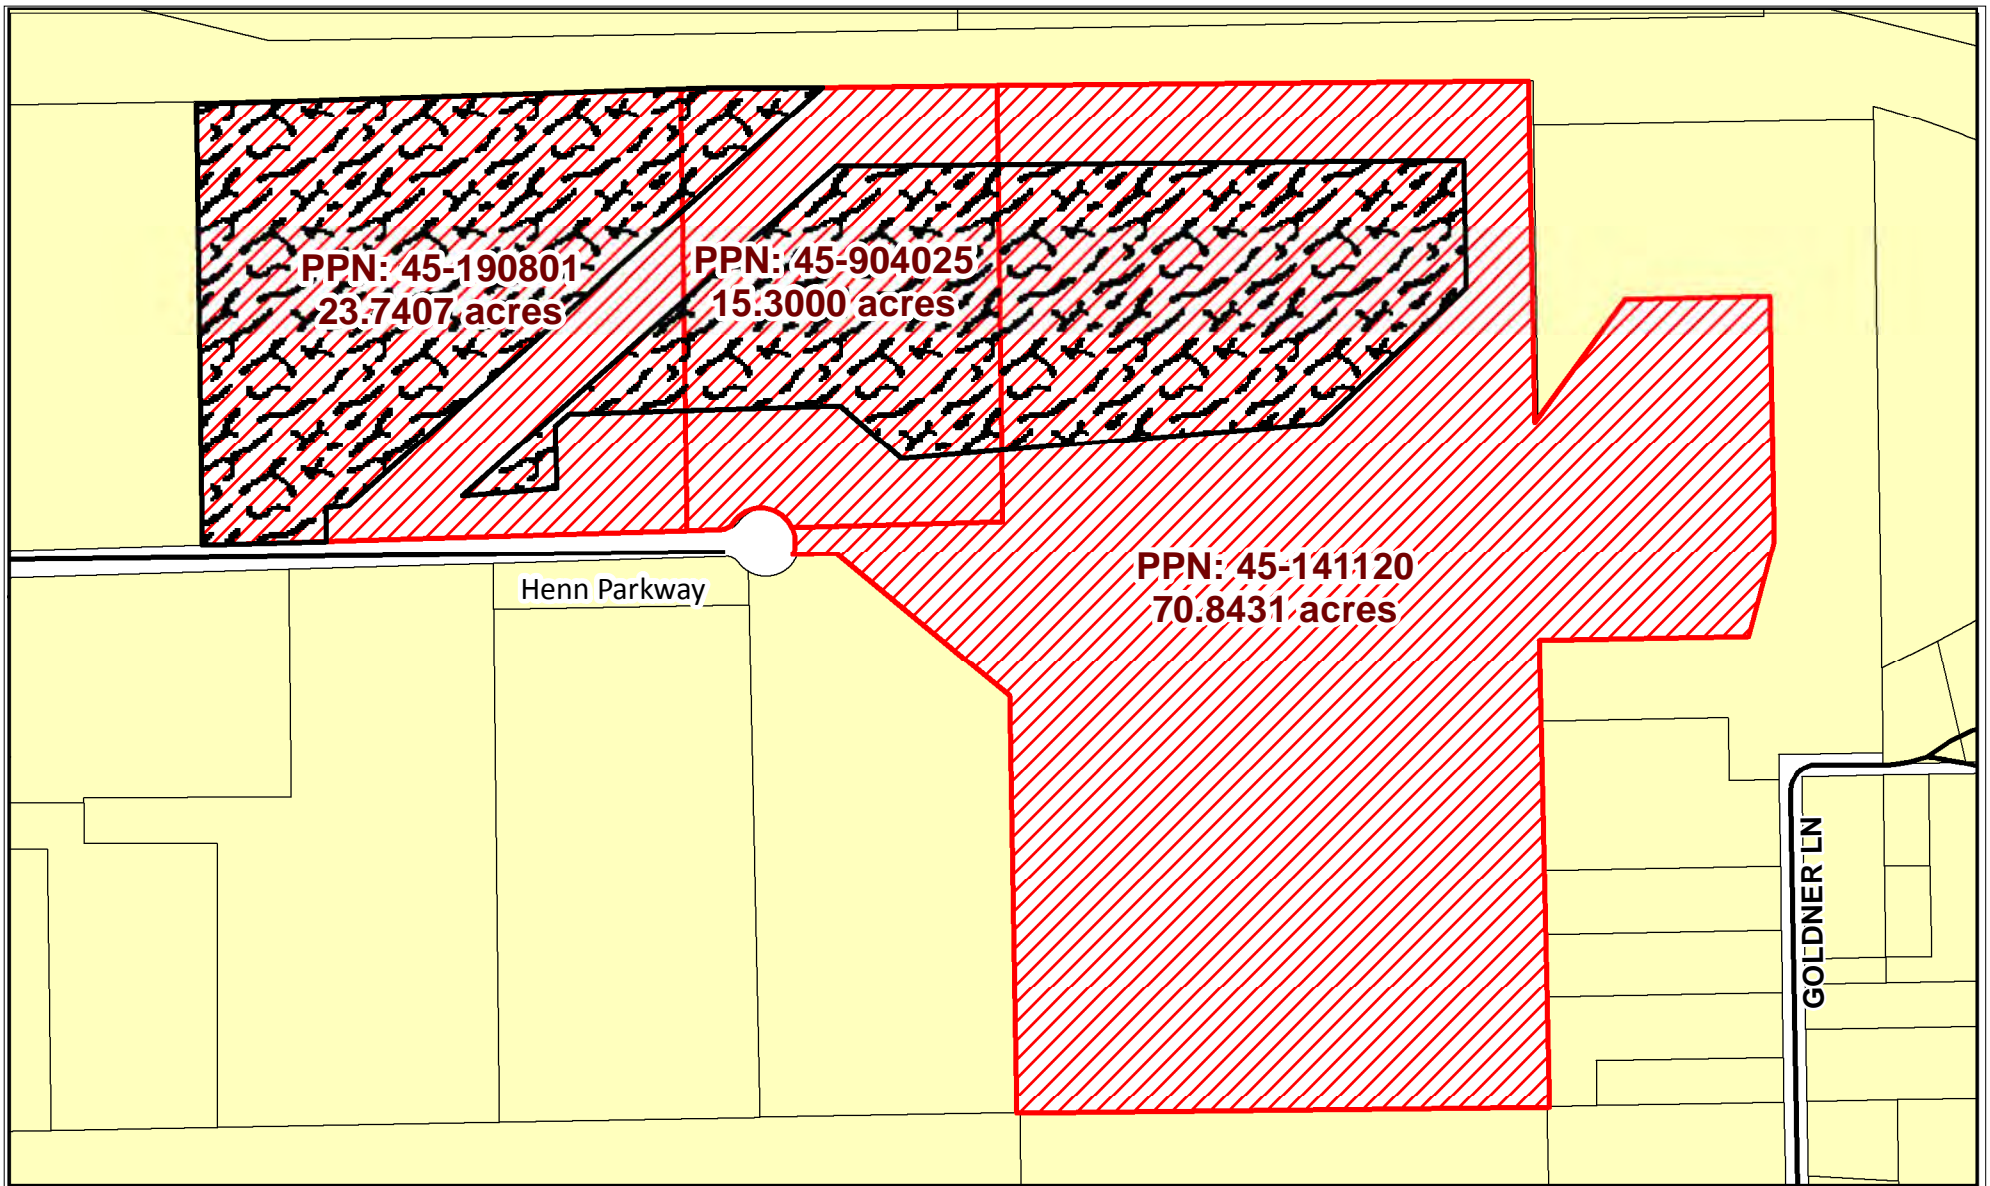 PPN: 45-190801
23.7407 acres
PPN: 45-904025
15.3000 acres
PPN: 45-141120
70.8431 acres
Henn Parkway
GOLDNER LN